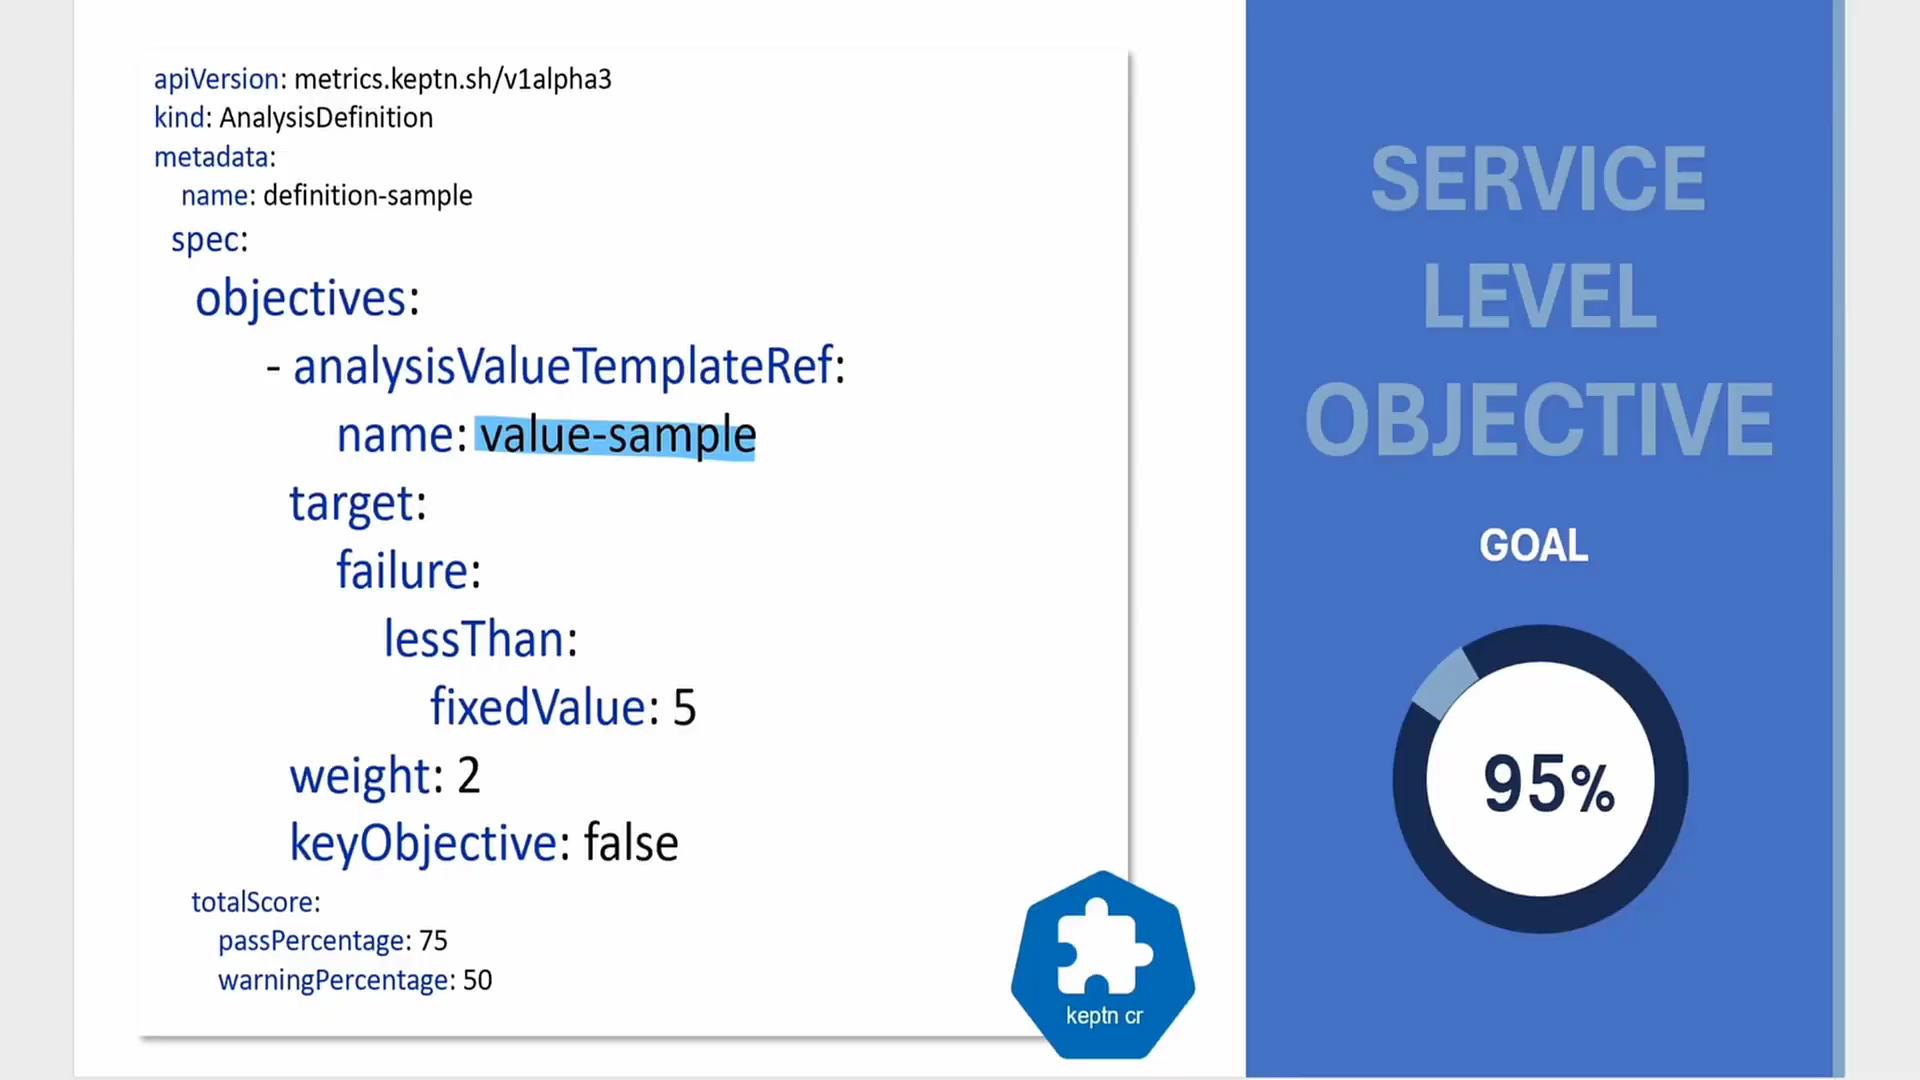 apiVersion: metrics.keptn.sh/v1alpha3
kind: AnalysisDefinition
metadata:
name: definition-sample
spec:
objectives:
- analysisValueTemplateRef:
name: value-sample
target:
failure:
lessThan:
fixedValue: 5
weight: 2
keyObjective: false
totalScore:
passPercentage: 75
warningPercentage: 50
keptn cr
SERVICE
LEVEL
OBJECTIVE
GOAL
95%